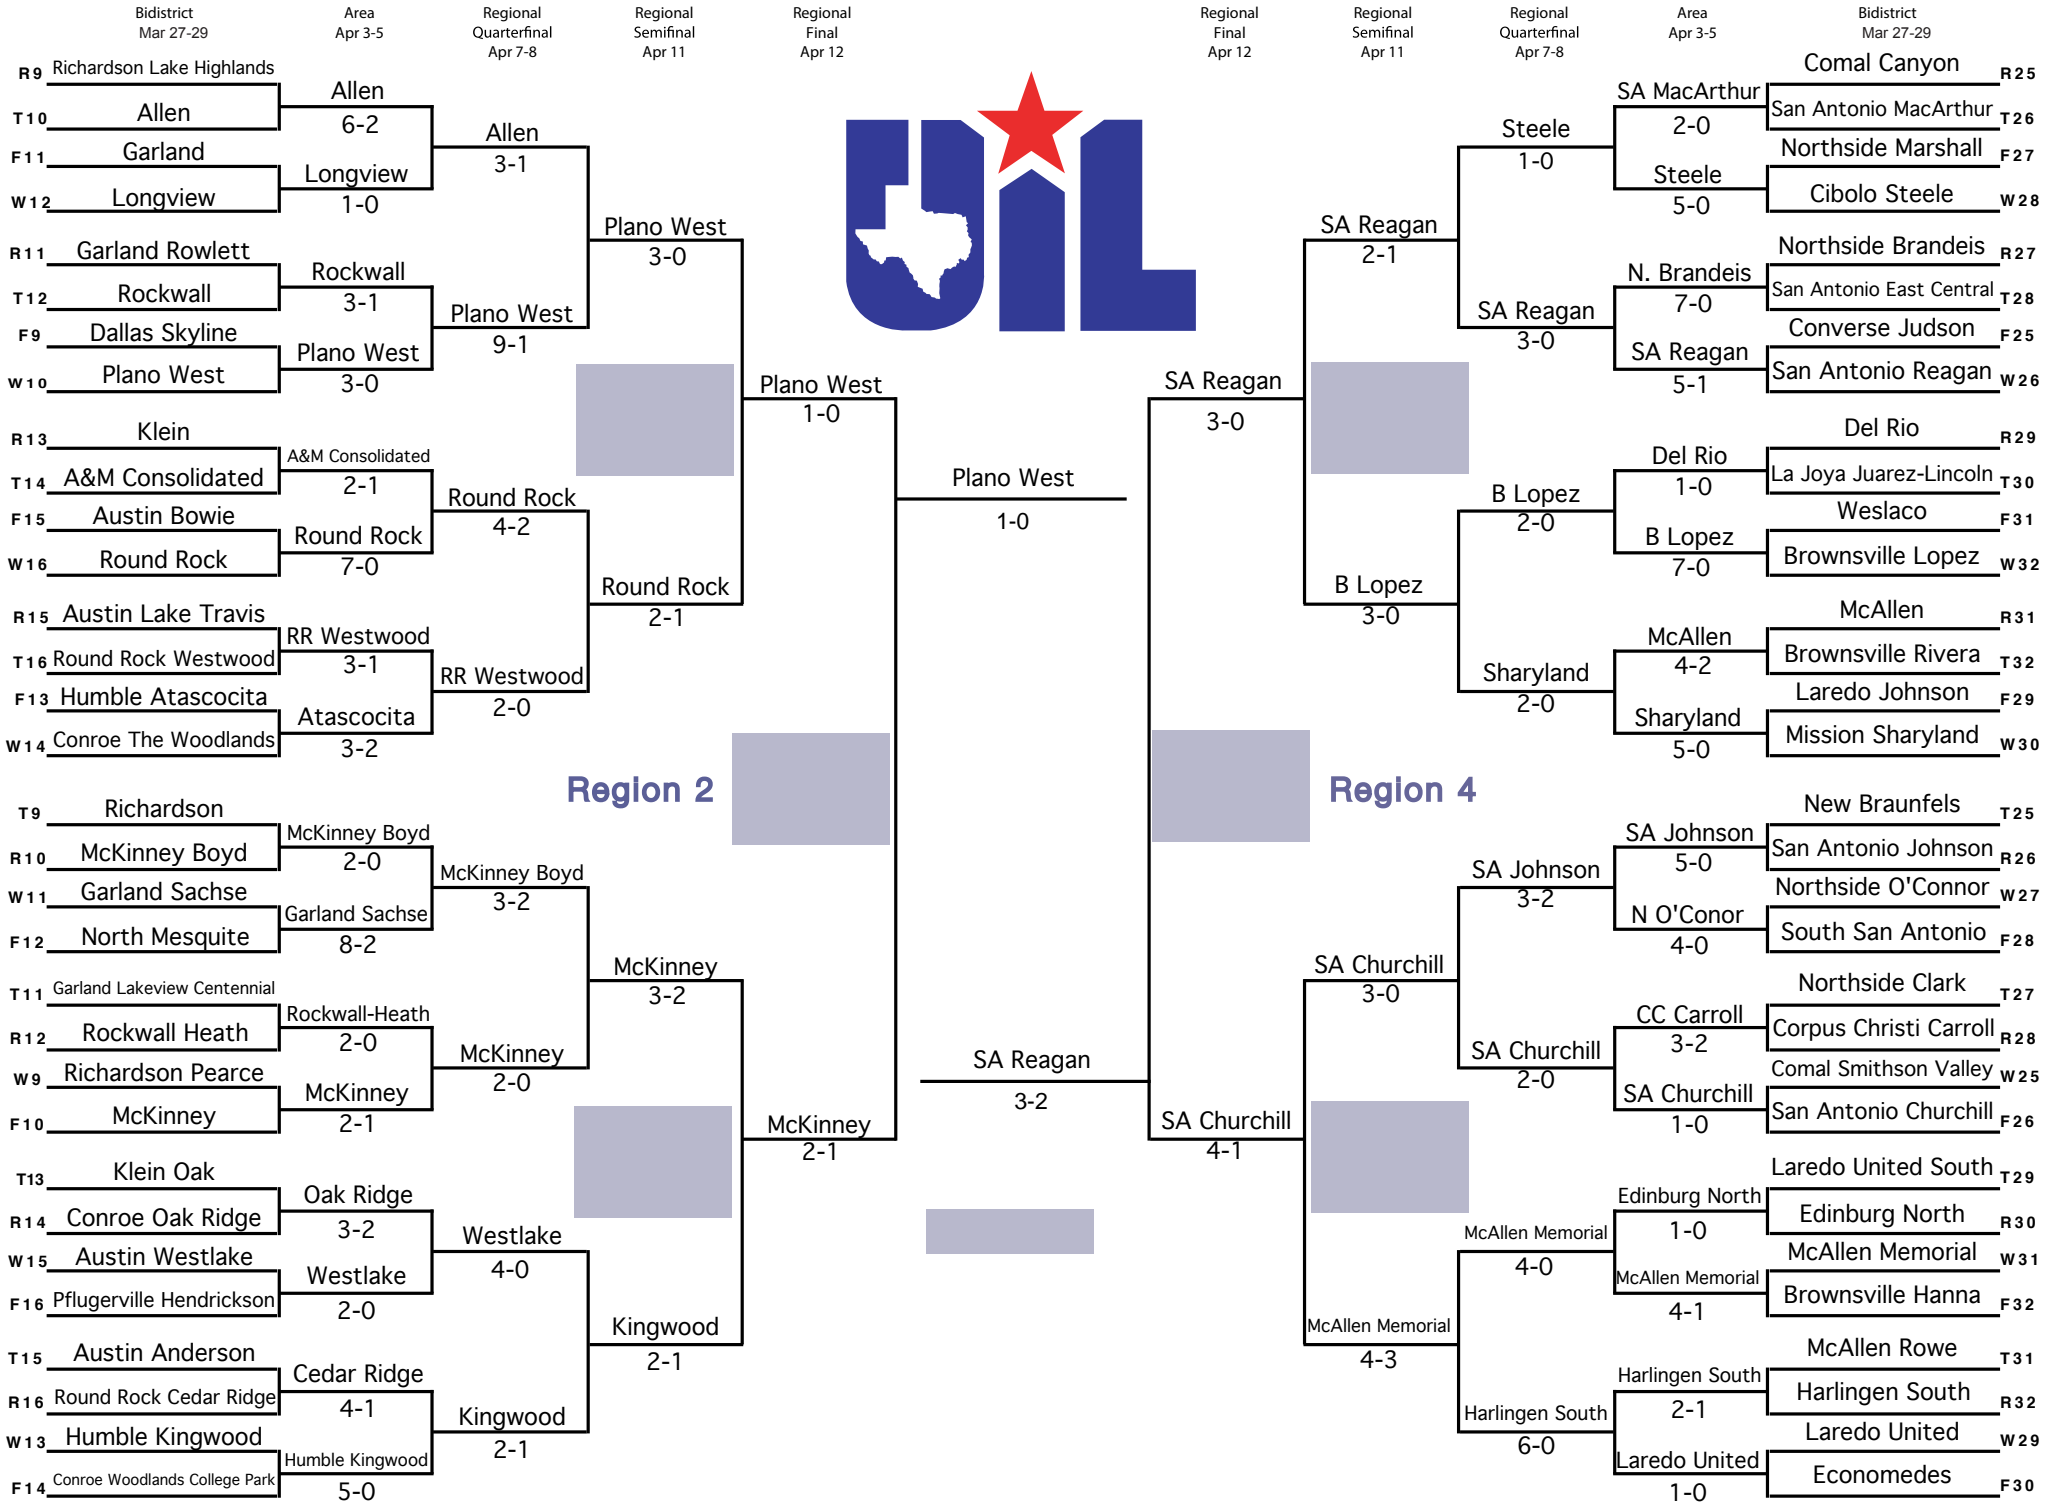 Bidistrict
Mar 27-29
Area
Apr 3-5
Regional
Quarterfinal
Apr 7-8
Regional
Semifinal
Apr 11
Regional
Final
Apr 12
Regional
Final
Apr 12
Regional
Semifinal
Apr 11
Regional
Quarterfinal
Apr 7-8
Area
Apr 3-5
Bidistrict
Mar 27-29
R9 Richardson Lake Highlands
T10 Allen
F11 Garland
W12 Longview
R11 Garland Rowlett
T12 Rockwall
F9 Dallas Skyline
W10 Plano West
R13 Klein
T14 A&M Consolidated
F15 Austin Bowie
W16 Round Rock
R15 Austin Lake Travis
T16 Round Rock Westwood
F13 Humble Atascocita
W14 Conroe The Woodlands
T9 Richardson
R10 McKinney Boyd
W11 Garland Sachse
F12 North Mesquite
T11 Garland Lakeview Centennial
R12 Rockwall Heath
W9 Richardson Pearce
F10 McKinney
T13 Klein Oak
R14 Conroe Oak Ridge
W15 Austin Westlake
F16 Pflugerville Hendrickson
T15 Austin Anderson
R16 Round Rock Cedar Ridge
W13 Humble Kingwood
F14 Conroe Woodlands College Park
Allen
6-2
Longview
1-0
Rockwall
3-1
Plano West
3-0
A&M Consolidated
2-1
Round Rock
7-0
RR Westwood
3-1
Atascocita
3-2
McKinney Boyd
2-0
Garland Sachse
8-2
Rockwall-Heath
2-0
McKinney
2-1
Oak Ridge
3-2
Westlake
2-0
Cedar Ridge
4-1
Humble Kingwood
5-0
Allen
3-1
Plano West
9-1
Round Rock
4-2
RR Westwood
2-0
McKinney Boyd
3-2
McKinney
2-0
Westlake
4-0
Kingwood
2-1
Plano West
3-0
Round Rock
2-1
McKinney
3-2
Kingwood
2-1
Plano West
1-0
McKinney
2-1
Region 2
UIL
Plano West
1-0
SA Reagan
3-2
Region 4
SA Reagan
3-0
SA Churchill
4-1
SA Reagan
2-1
B Lopez
3-0
SA Churchill
3-0
McAllen Memorial
4-3
Steele
1-0
SA Reagan
3-0
B Lopez
2-0
Sharyland
2-0
SA Johnson
3-2
SA Churchill
2-0
McAllen Memorial
4-0
Harlingen South
6-0
SA MacArthur
2-0
Steele
5-0
N. Brandeis
7-0
SA Reagan
5-1
Del Rio
1-0
B Lopez
7-0
McAllen
4-2
Sharyland
5-0
SA Johnson
5-0
N O'Conor
4-0
CC Carroll
3-2
SA Churchill
1-0
Edinburg North
1-0
McAllen Memorial
4-1
Harlingen South
2-1
Laredo United
1-0
Comal Canyon R25
San Antonio MacArthur T26
Northside Marshall F27
Cibolo Steele W28
Northside Brandeis R27
San Antonio East Central T28
Converse Judson F25
San Antonio Reagan W26
Del Rio R29
La Joya Juarez-Lincoln T30
Weslaco F31
Brownsville Lopez W32
McAllen R31
Brownsville Rivera T32
Laredo Johnson F29
Mission Sharyland W30
New Braunfels T25
San Antonio Johnson R26
Northside O'Connor W27
South San Antonio F28
Northside Clark T27
Corpus Christi Carroll R28
Comal Smithson Valley W25
San Antonio Churchill F26
Laredo United South T29
Edinburg North R30
McAllen Memorial W31
Brownsville Hanna F32
McAllen Rowe T31
Harlingen South R32
Laredo United W29
Economedes F30